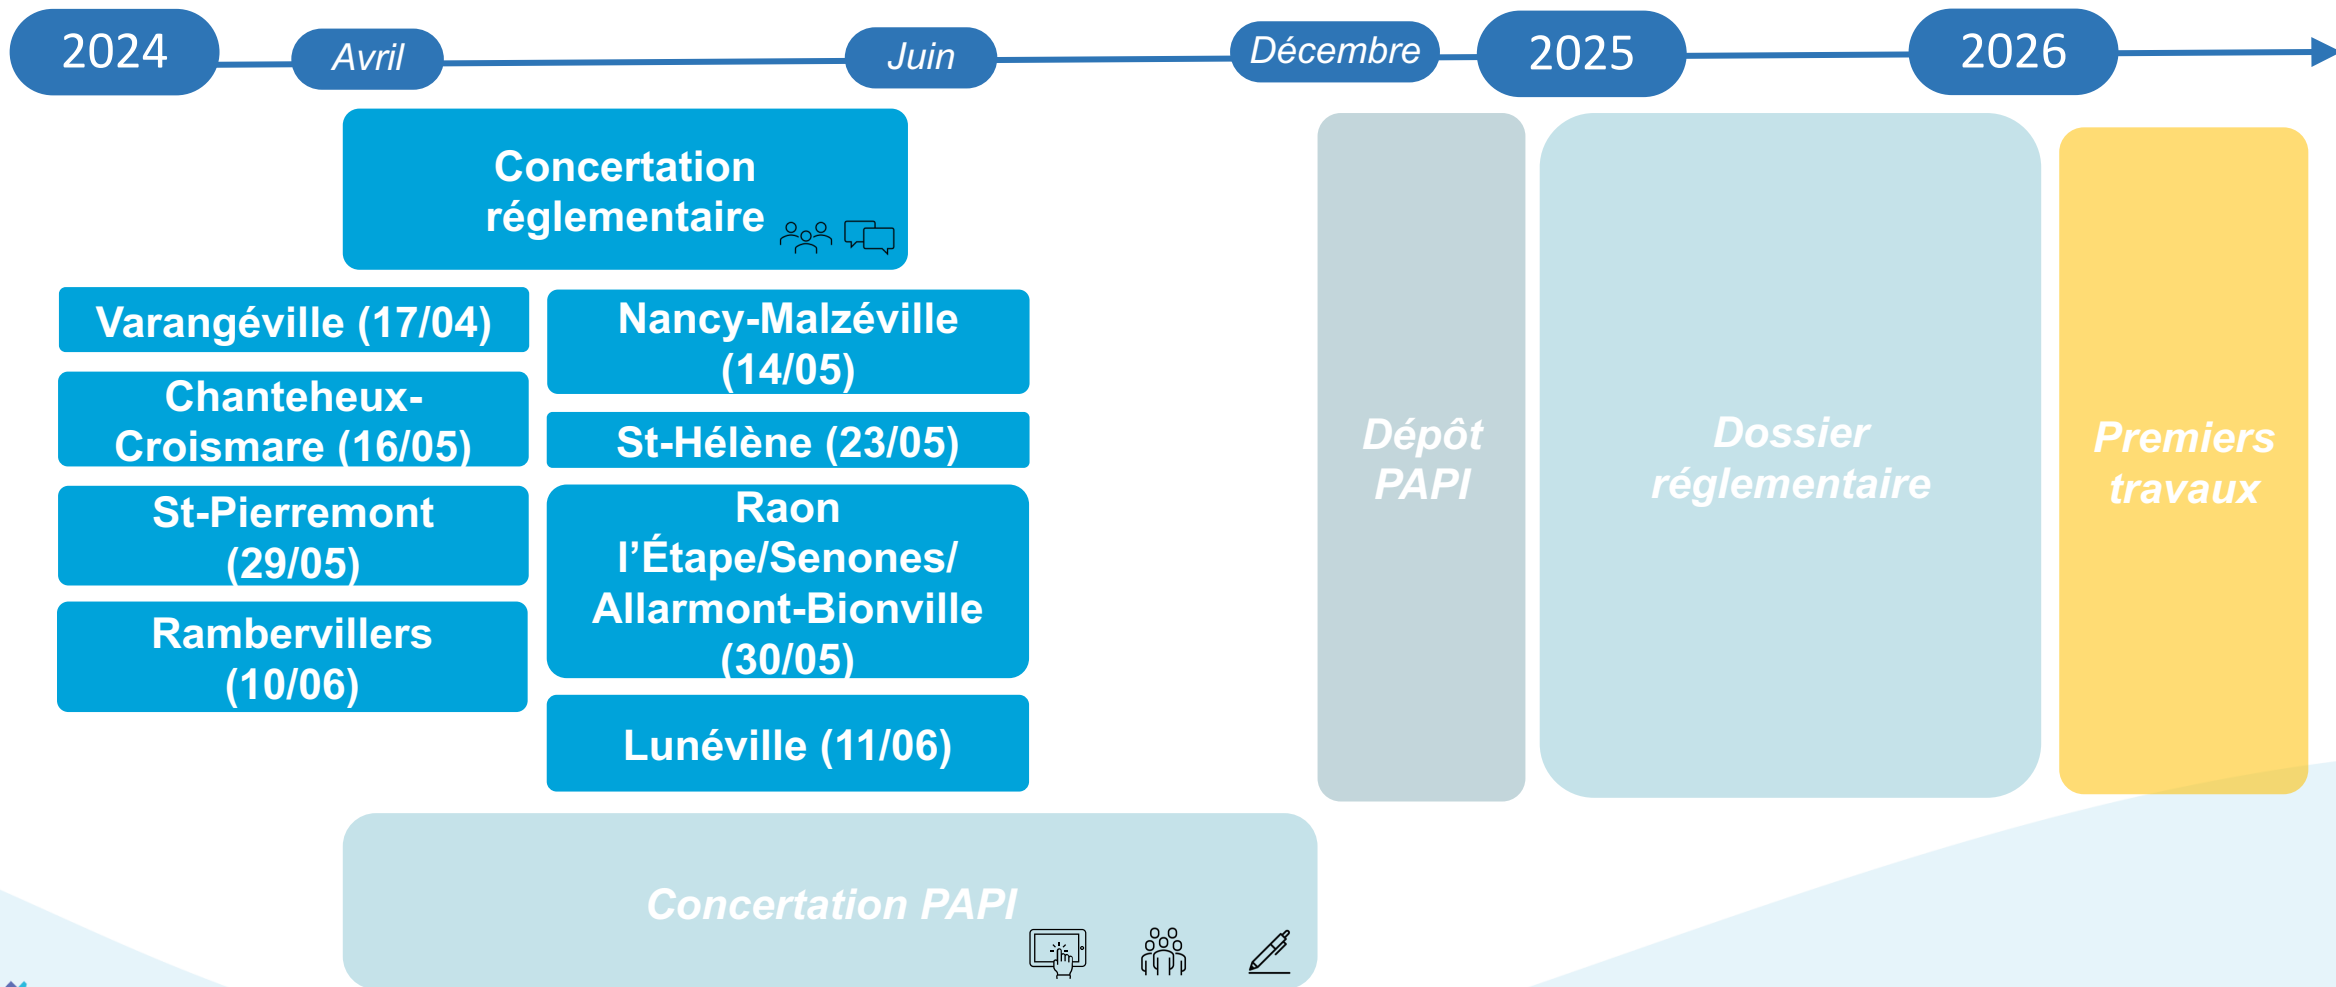 2024
Avril
Juin
Décembre
2025
2026
Concertation
réglementaire
Varangéville (17/04)
Chanteheux-
Croismare (16/05)
St-Pierremont
(29/05)
Rambervillers
(10/06)
Nancy-Malzéville
(14/05)
St-Hélène (23/05)
Raon
l’Étape/Senones/
Allarmont-Bionville
(30/05)
Lunéville (11/06)
Dépôt
PAPI
Dossier
réglementaire
Premiers
travaux
Concertation PAPI